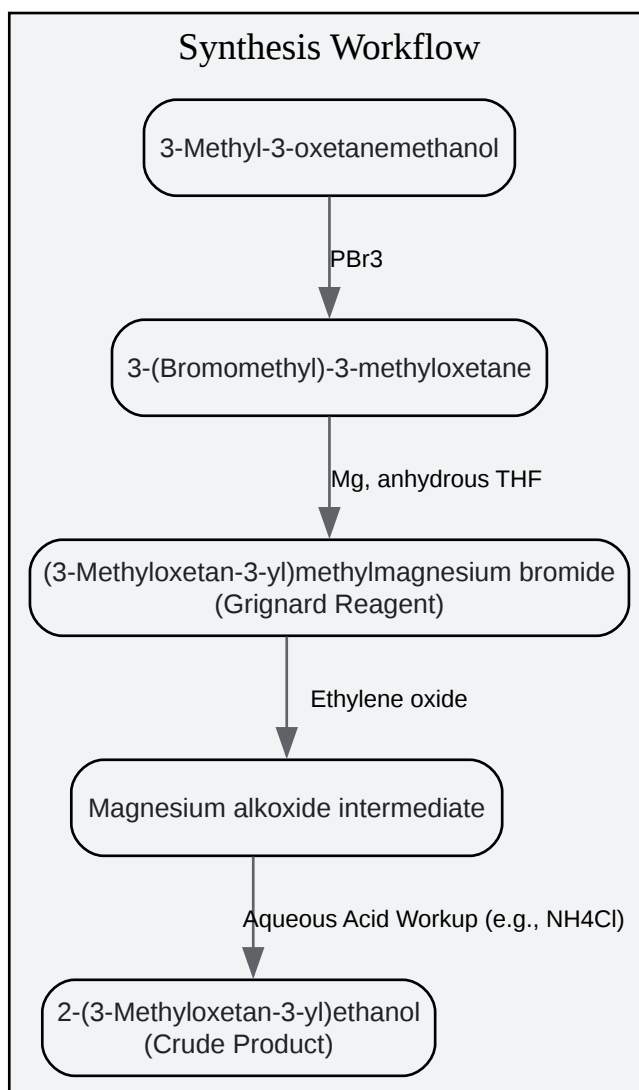 Synthesis Workflow
3-Methyl-3-oxetanemethanol
PBr3
3-(Bromomethyl)-3-methyloxetane
Mg, anhydrous THF
(3-Methyloxetan-3-yl)methylmagnesium bromide
(Grignard Reagent)
Ethylene oxide
Magnesium alkoxide intermediate
Aqueous Acid Workup (e.g., NH4Cl)
2-(3-Methyloxetan-3-yl)ethanol
(Crude Product)